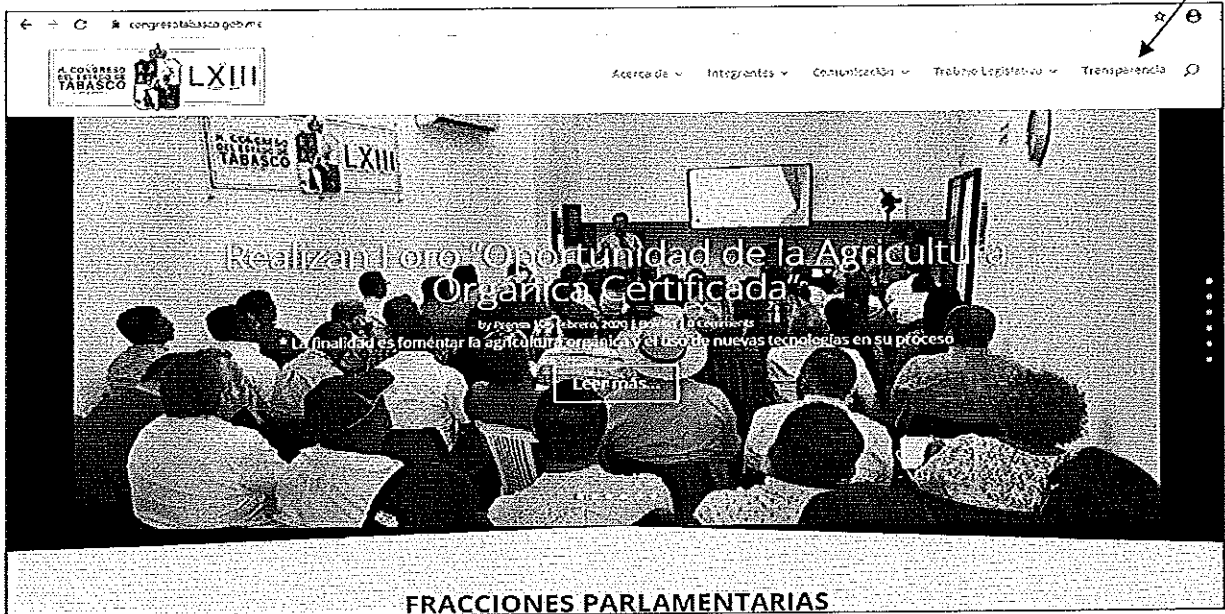 congresotabasco.gob.mx
H. CONGRESO
DEL ESTADO DE
TABASCO
LXIII
Acerca de
Integrantes
Comunicación
Trabajo Legislativo
Transparencia
H. CONGRESO
DEL ESTADO DE
TABASCO
LXIII
Realizan Foro "Oportunidad de la Agricultura
Orgánica Certificada"
by Prensa | febrero, 2020 | 0 Comments
* La finalidad es fomentar la agricultura orgánica y el uso de nuevas tecnologías en su proceso
Leer más...
FRACCIONES PARLAMENTARIAS